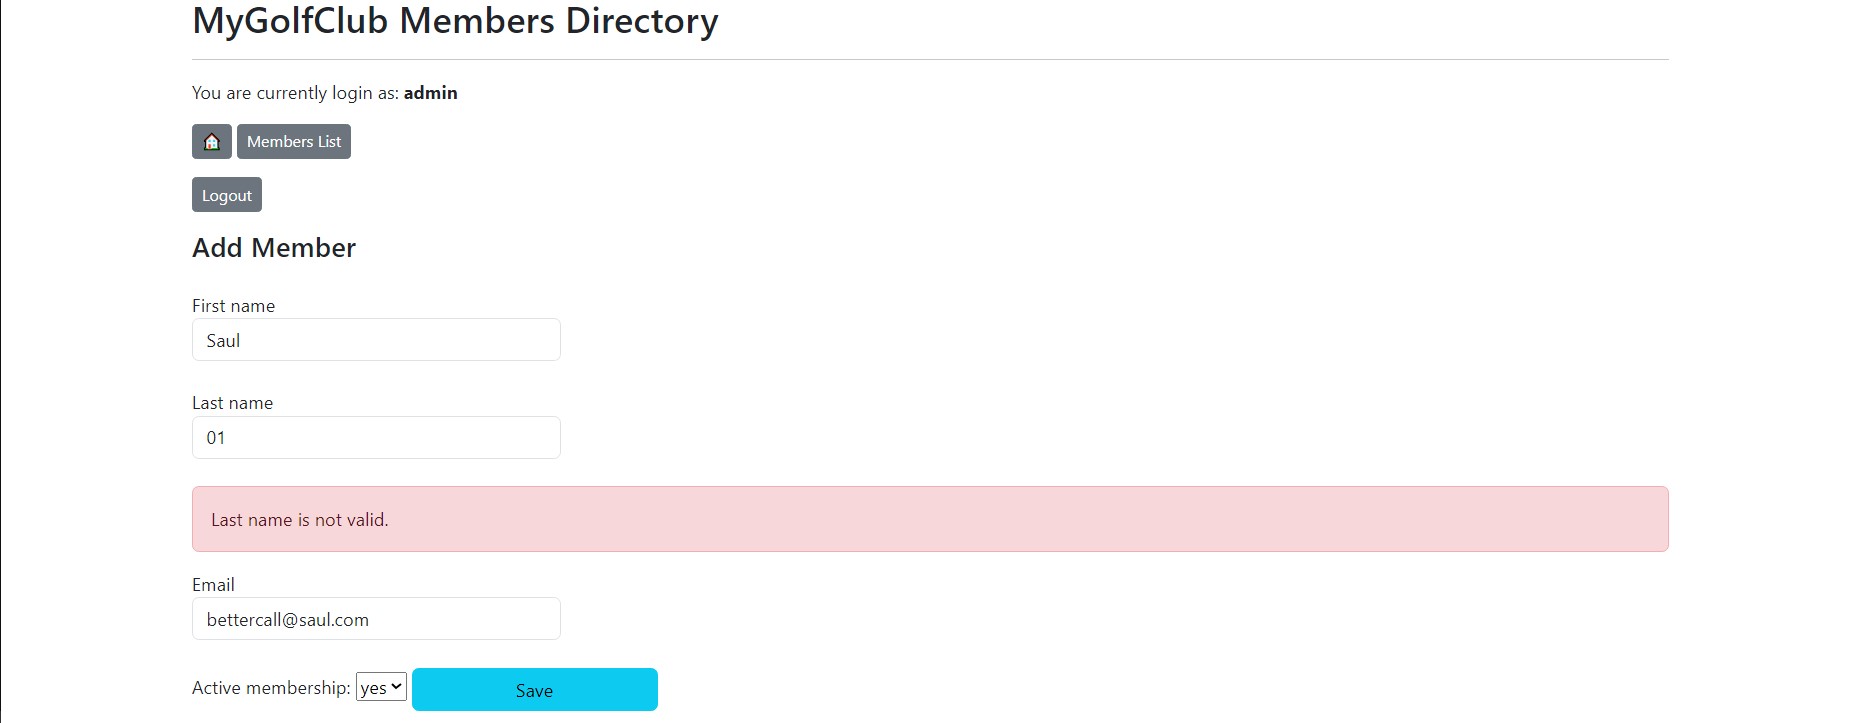 MyGolfClub Members Directory
You are currently login as: admin
Members List
Logout
Add Member
First name
Saul
Last name
01
Last name is not valid.
Email
bettercall@saul.com
Active membership: yes Save